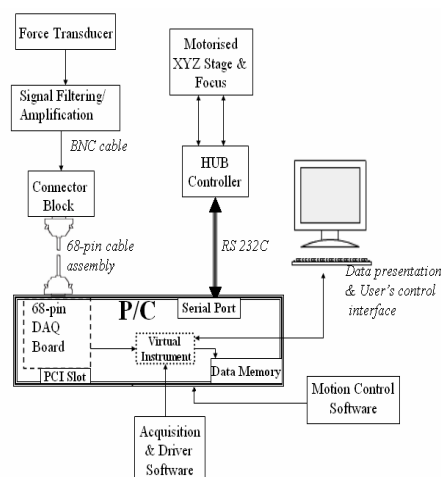 Force Transducer
Signal Filtering/
Amplification
BNC cable
Connector
Block
68-pin cable
assembly
Motorised
XYZ Stage &
Focus
HUB
Controller
RS 232C
Data presentation
& User's control
interface
68-pin
DAQ
Board
PCI Slot
P/C
Serial Port
Virtual
Instrument
Data Memory
Acquisition
& Driver
Software
Motion Control
Software